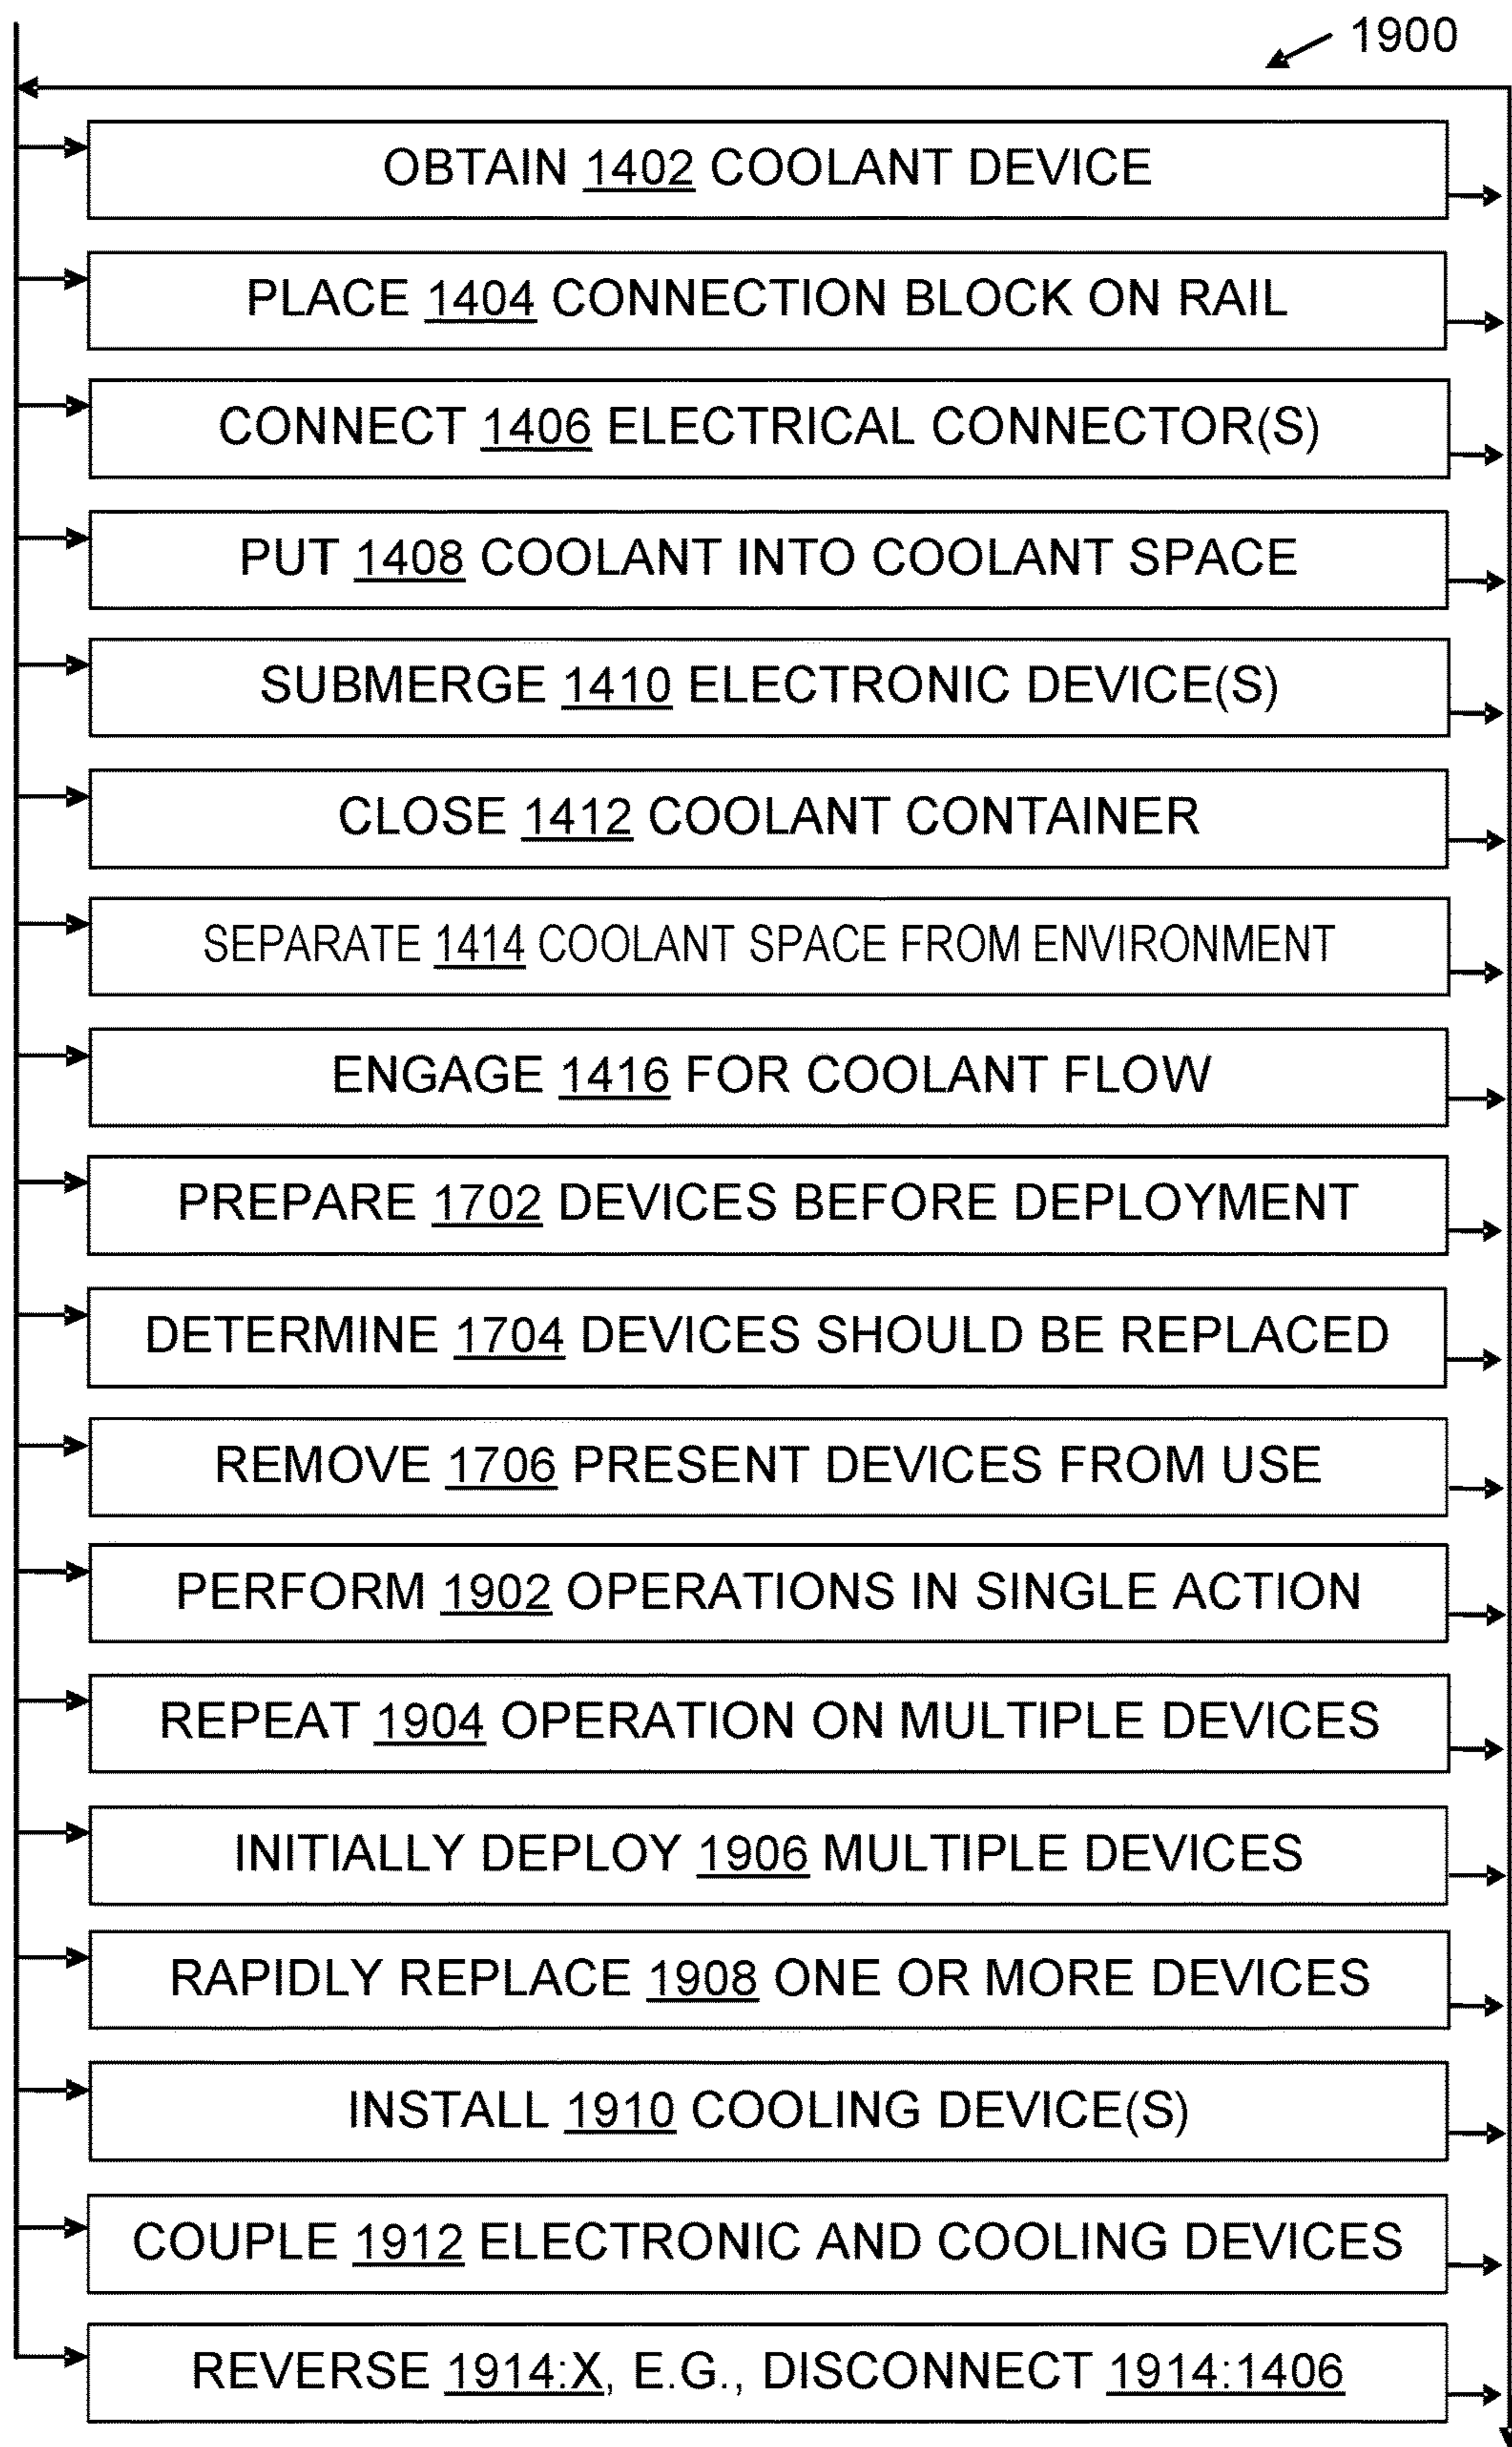 1900
OBTAIN 1402 COOLANT DEVICE
PLACE 1404 CONNECTION BLOCK ON RAIL
CONNECT 1406 ELECTRICAL CONNECTOR(S)
PUT 1408 COOLANT INTO COOLANT SPACE
SUBMERGE 1410 ELECTRONIC DEVICE(S)
CLOSE 1412 COOLANT CONTAINER
SEPARATE 1414 COOLANT SPACE FROM ENVIRONMENT
ENGAGE 1416 FOR COOLANT FLOW
PREPARE 1702 DEVICES BEFORE DEPLOYMENT
DETERMINE 1704 DEVICES SHOULD BE REPLACED
REMOVE 1706 PRESENT DEVICES FROM USE
PERFORM 1902 OPERATIONS IN SINGLE ACTION
REPEAT 1904 OPERATION ON MULTIPLE DEVICES
INITIALLY DEPLOY 1906 MULTIPLE DEVICES
RAPIDLY REPLACE 1908 ONE OR MORE DEVICES
INSTALL 1910 COOLING DEVICE(S)
COUPLE 1912 ELECTRONIC AND COOLING DEVICES
REVERSE 1914:X, E.G., DISCONNECT 1914:1406